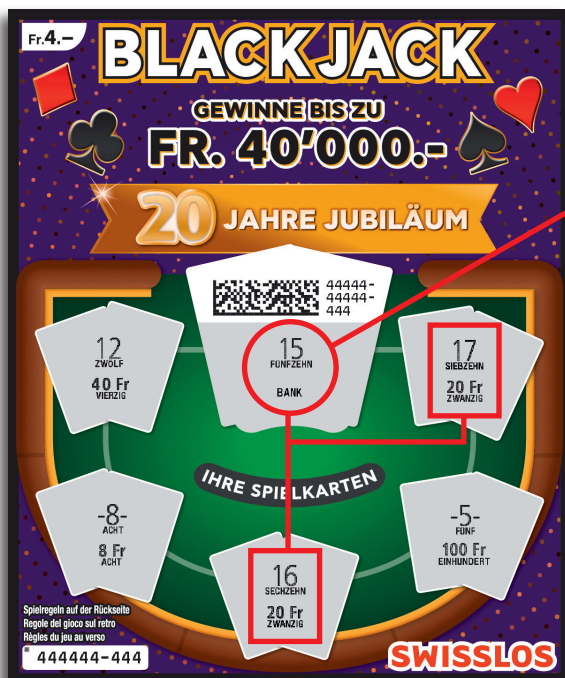 Fr.4.–
BLACKJACK
GEWINNE BIS ZU
FR. 40'000.-
20 JAHRE JUBILÄUM
44444-
44444-
444
12
ZWÖLF
40 Fr
VIERZIG
15
FÜNFZEHN
BANK
17
SIEBZEHN
20 Fr
ZWANZIG
IHRE SPIELKARTEN
-8-
ACHT
8 Fr
ACHT
16
SECHZEHN
20 Fr
ZWANZIG
-5-
FÜNF
100 Fr
EINHUNDERT
Spielregeln auf der Rückseite
Regole del gioco sul retro
Règles du jeu au verso
444444-444
SWISSLOS